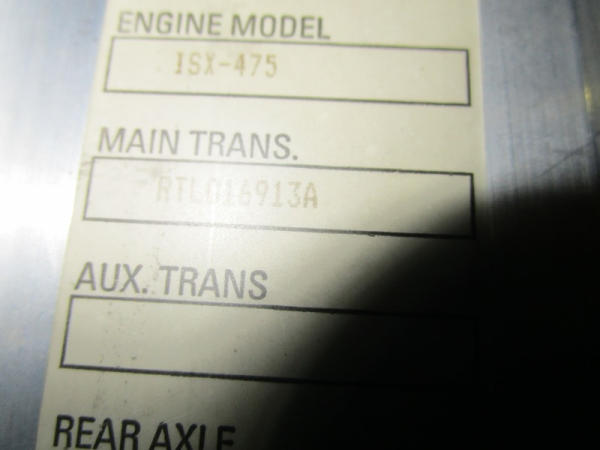 ENGINE MODEL
ISX-475
MAIN TRANS.
RTLO16913A
AUX. TRANS
REAR AXLE